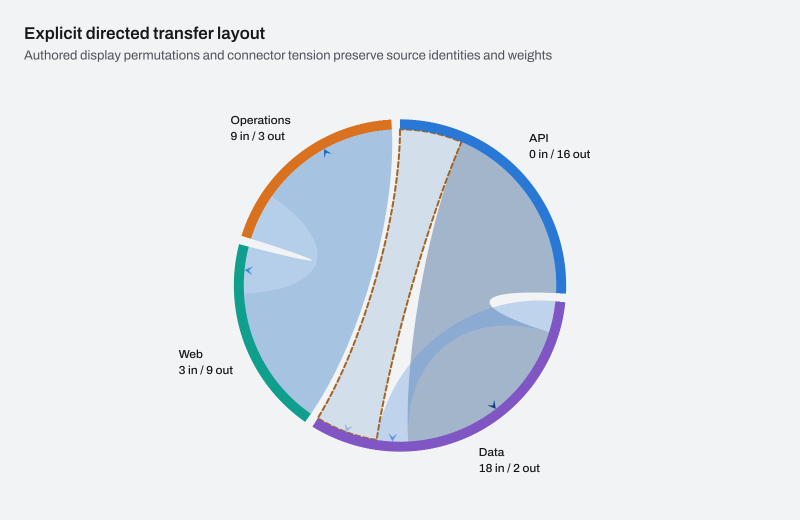 Explicit directed transfer layout
Authored display permutations and connector tension preserve source identities and weights
Operations
9 in / 3 out
API
0 in / 16 out
Web
3 in / 9 out
Data
18 in / 2 out